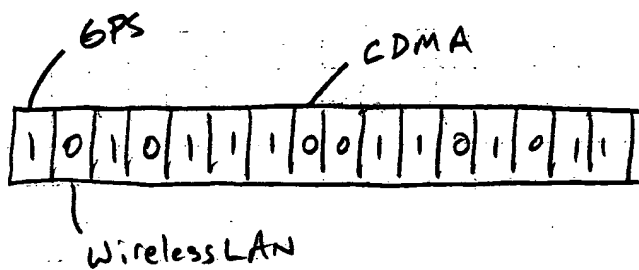 GPS
CDMA
1 0 1 0 1 1 1 0 0 1 1 0 1 0 1 1
Wireless LAN